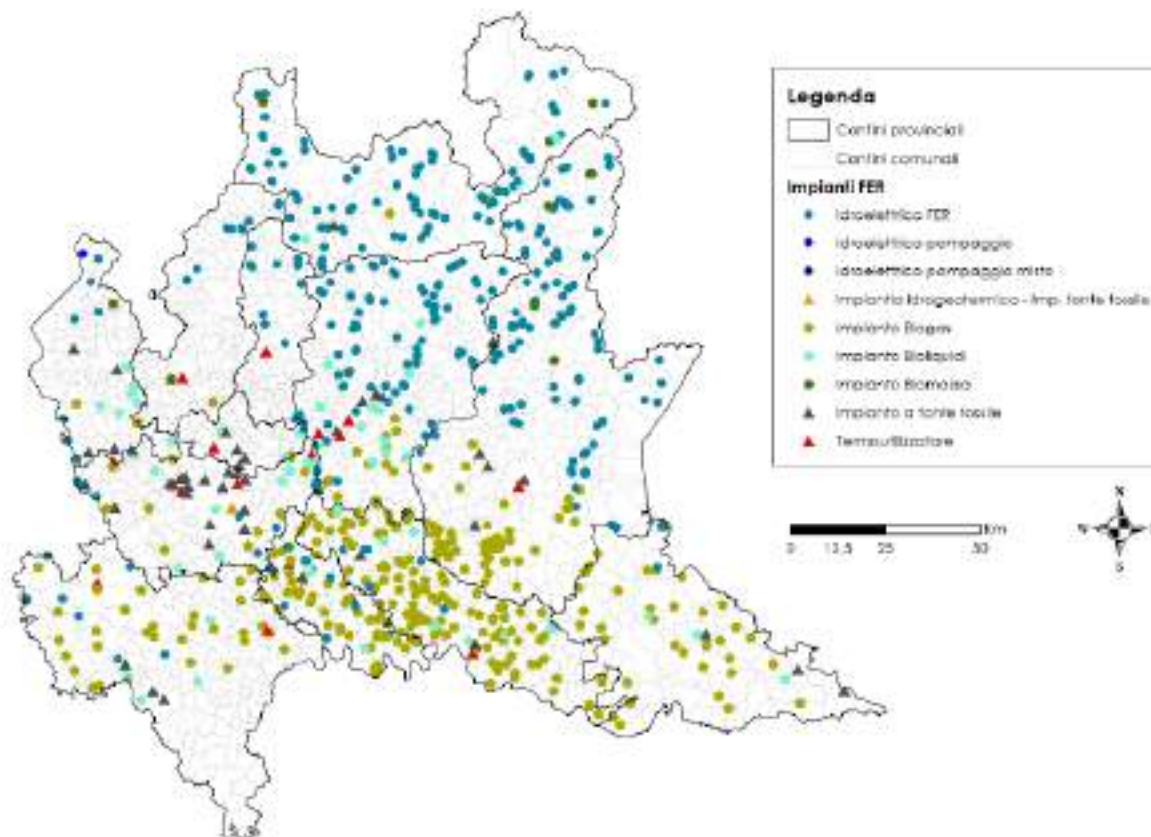 Legenda
Confini provinciali
Confini comunali
Impianti FER
Idroelettrico FER
Idroelettrico pompaggio
Idroelettrico pompaggio misto
Impianto Idrogeotermico - Imp. fonte fossile
Impianto Biogas
Impianto Bioliquidi
Impianto Biomassa
Impianto a fonte fossile
Termoutilizzatore
Km
0 12,5 25 50
N
W
S